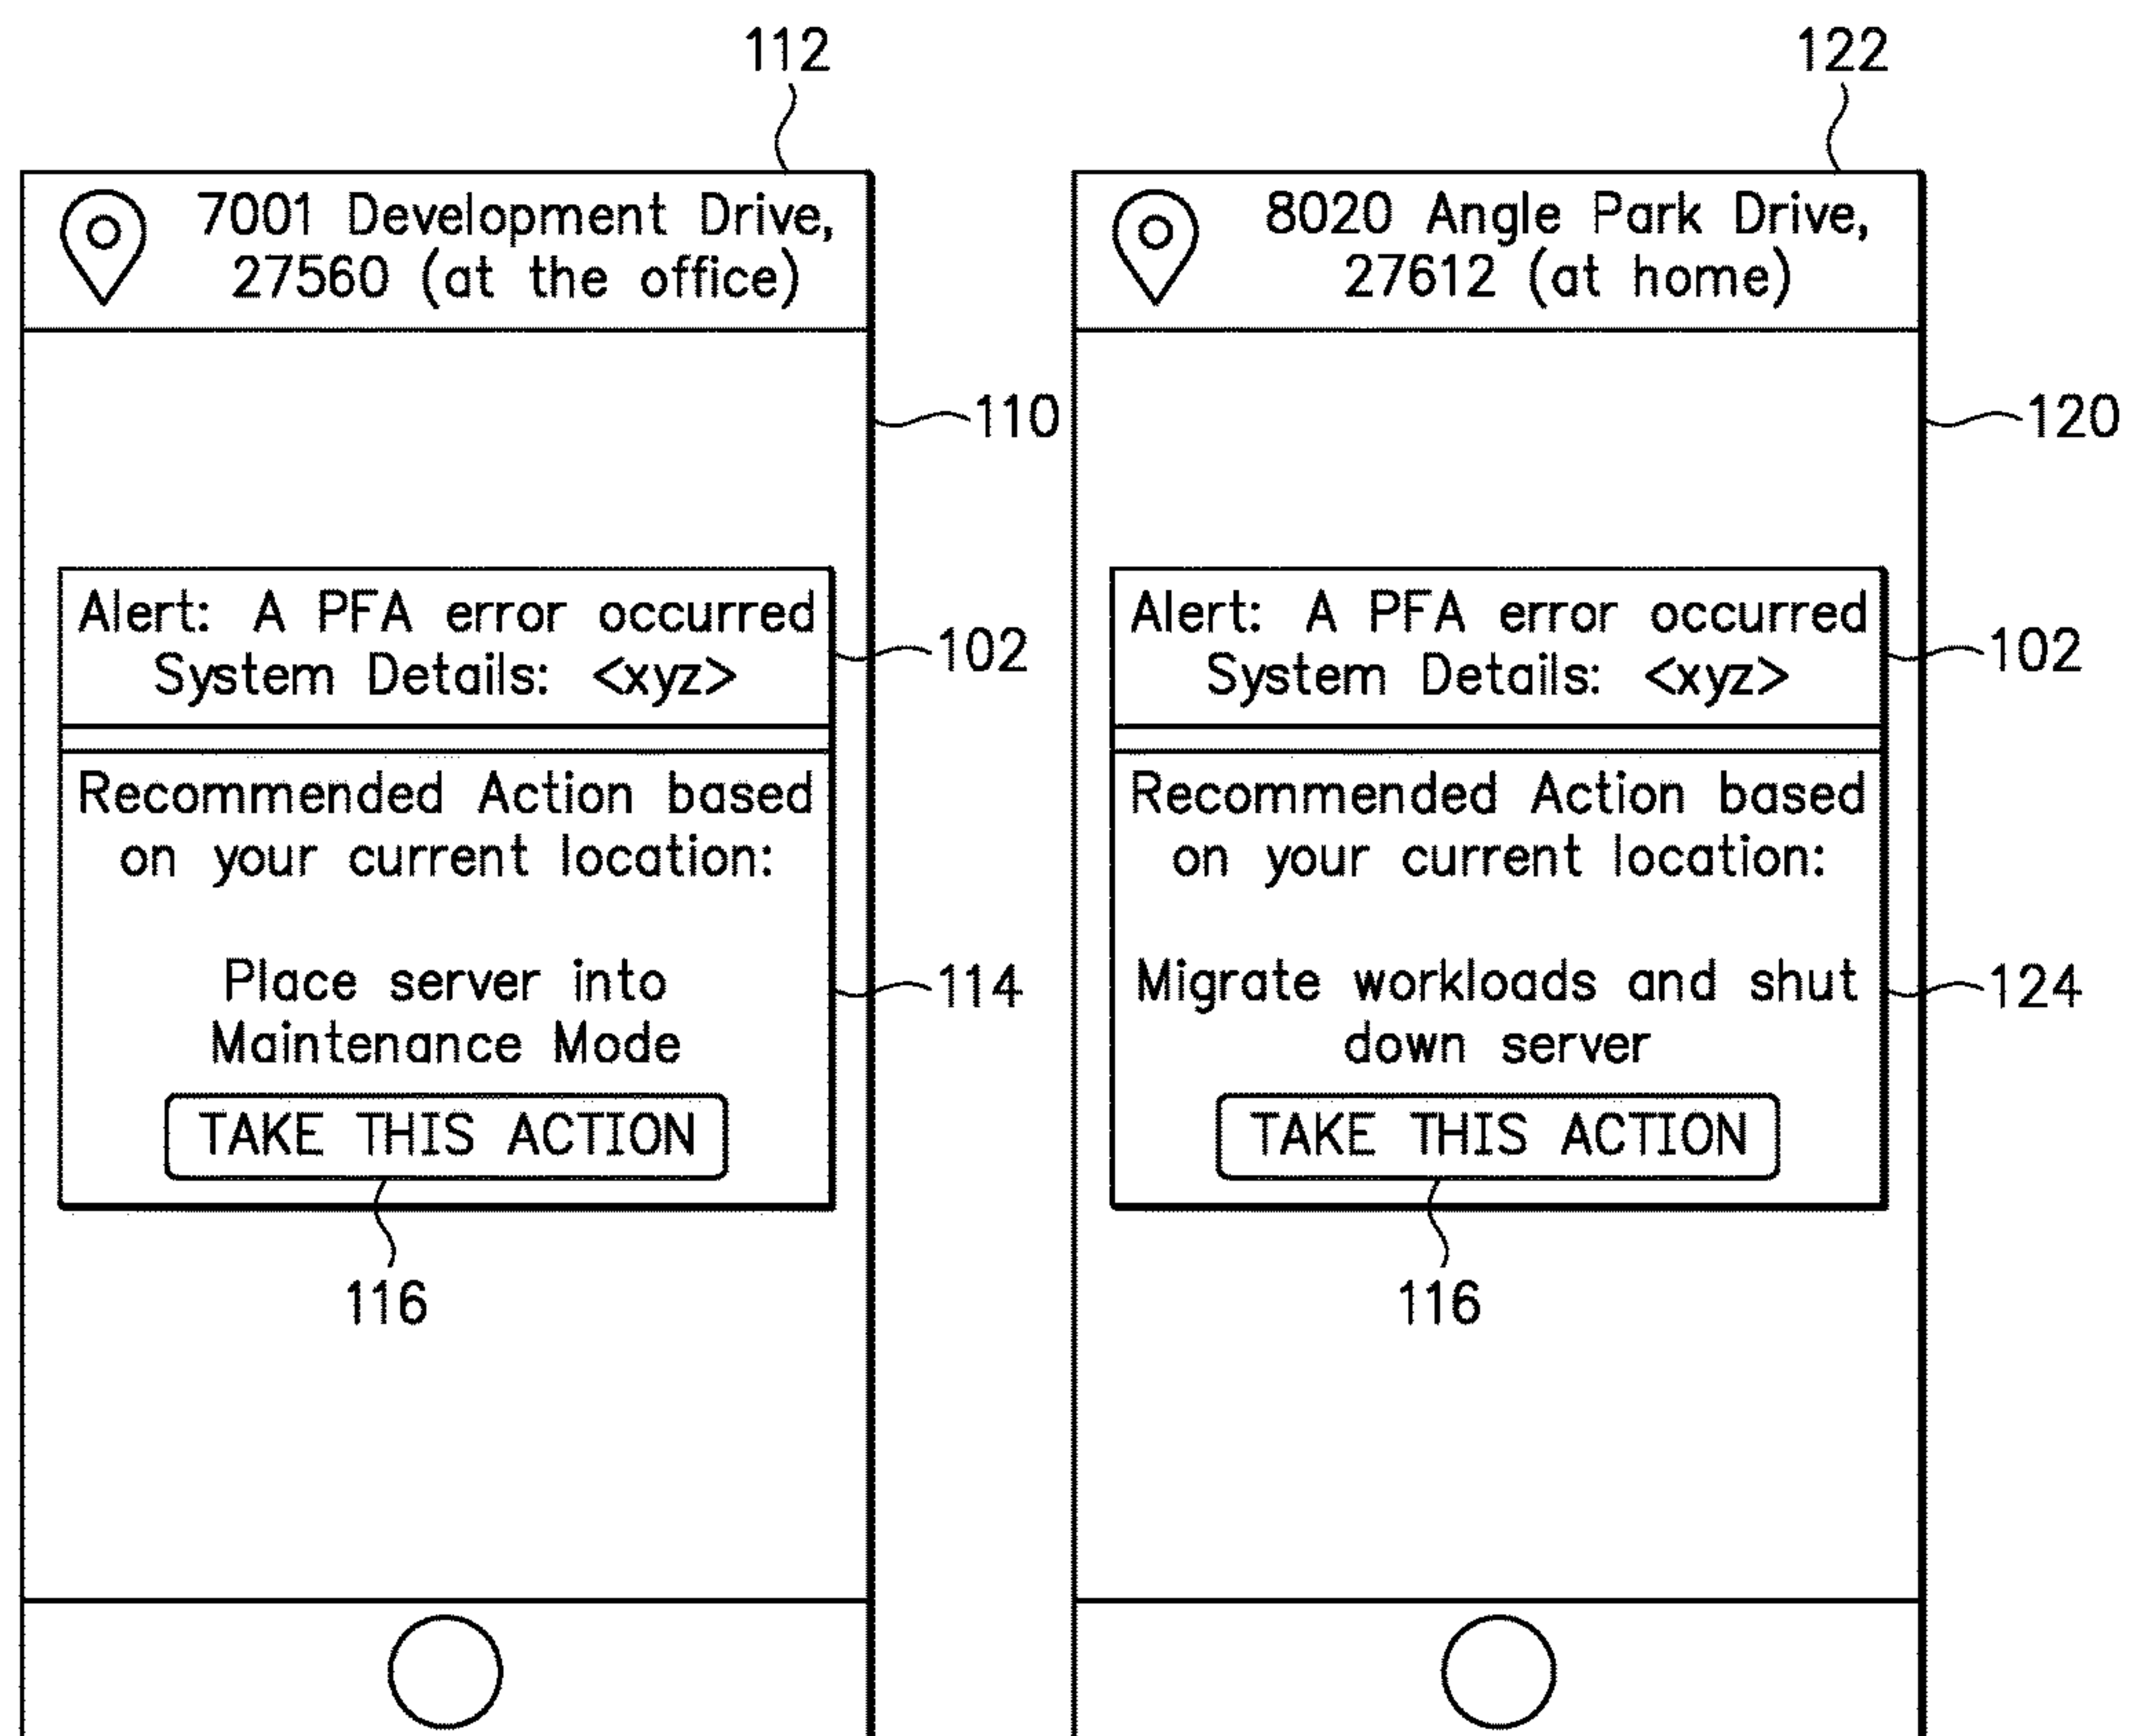 112
7001 Development Drive,
27560 (at the office)
110
Alert: A PFA error occurred
System Details: <xyz>
102
Recommended Action based
on your current location:
Place server into
Maintenance Mode
114
TAKE THIS ACTION
116
122
8020 Angle Park Drive,
27612 (at home)
120
Alert: A PFA error occurred
System Details: <xyz>
102
Recommended Action based
on your current location:
Migrate workloads and shut
down server
124
TAKE THIS ACTION
116